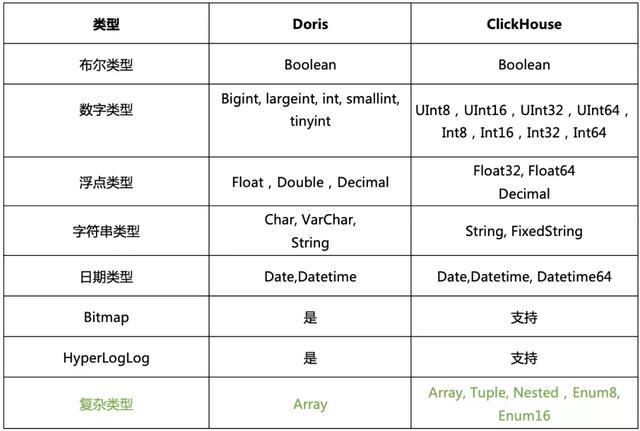 类型 Doris ClickHouse
布尔类型 Boolean Boolean
数字类型 Bigint, largeint, int, smallint, UInt8，UInt16，UInt32，UInt64，
tinyint Int8，Int16，Int32，Int64
浮点类型 Float，Double，Decimal Float32, Float64
Decimal
字符串类型 Char, VarChar, String, FixedString
String
日期类型 Date,Datetime Date,Datetime, Datetime64
Bitmap 是 支持
HyperLogLog 是 支持
复杂类型 Array Array, Tuple, Nested，Enum8,
Enum16